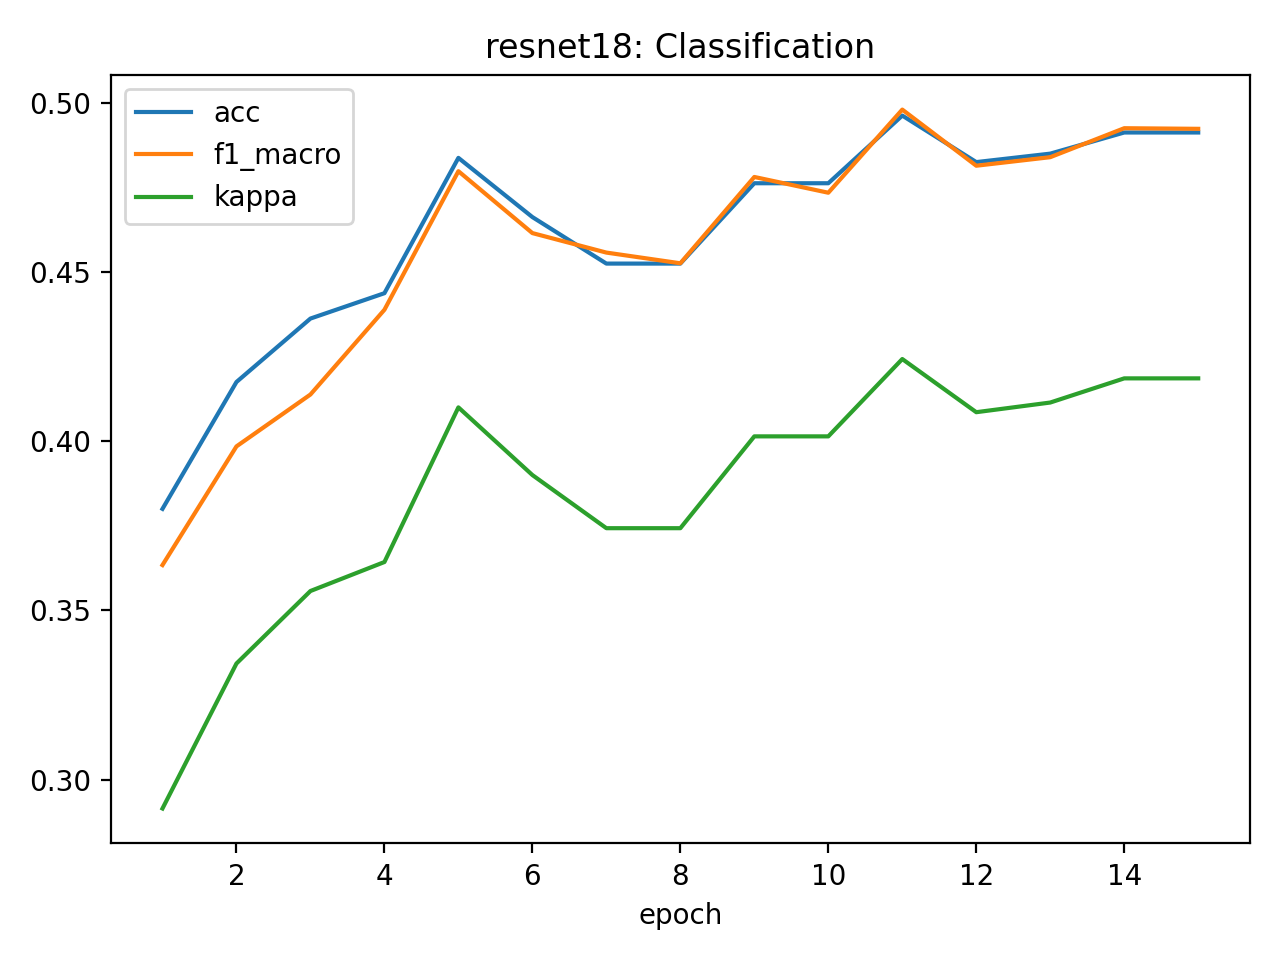 resnet18: Classification
acc
f1_macro
kappa
0.50
0.45
0.40
0.35
0.30
2 4 6 8 10 12 14
epoch